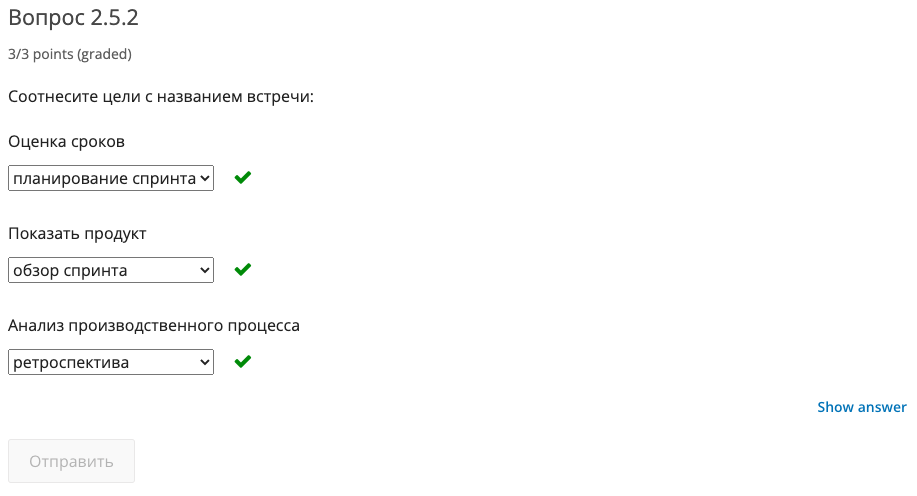 Вопрос 2.5.2
3/3 points (graded)
Соотнесите цели с названием встречи:
Оценка сроков
планирование спринта
Показать продукт
обзор спринта
Анализ производственного процесса
ретроспектива
Show answer
Отправить